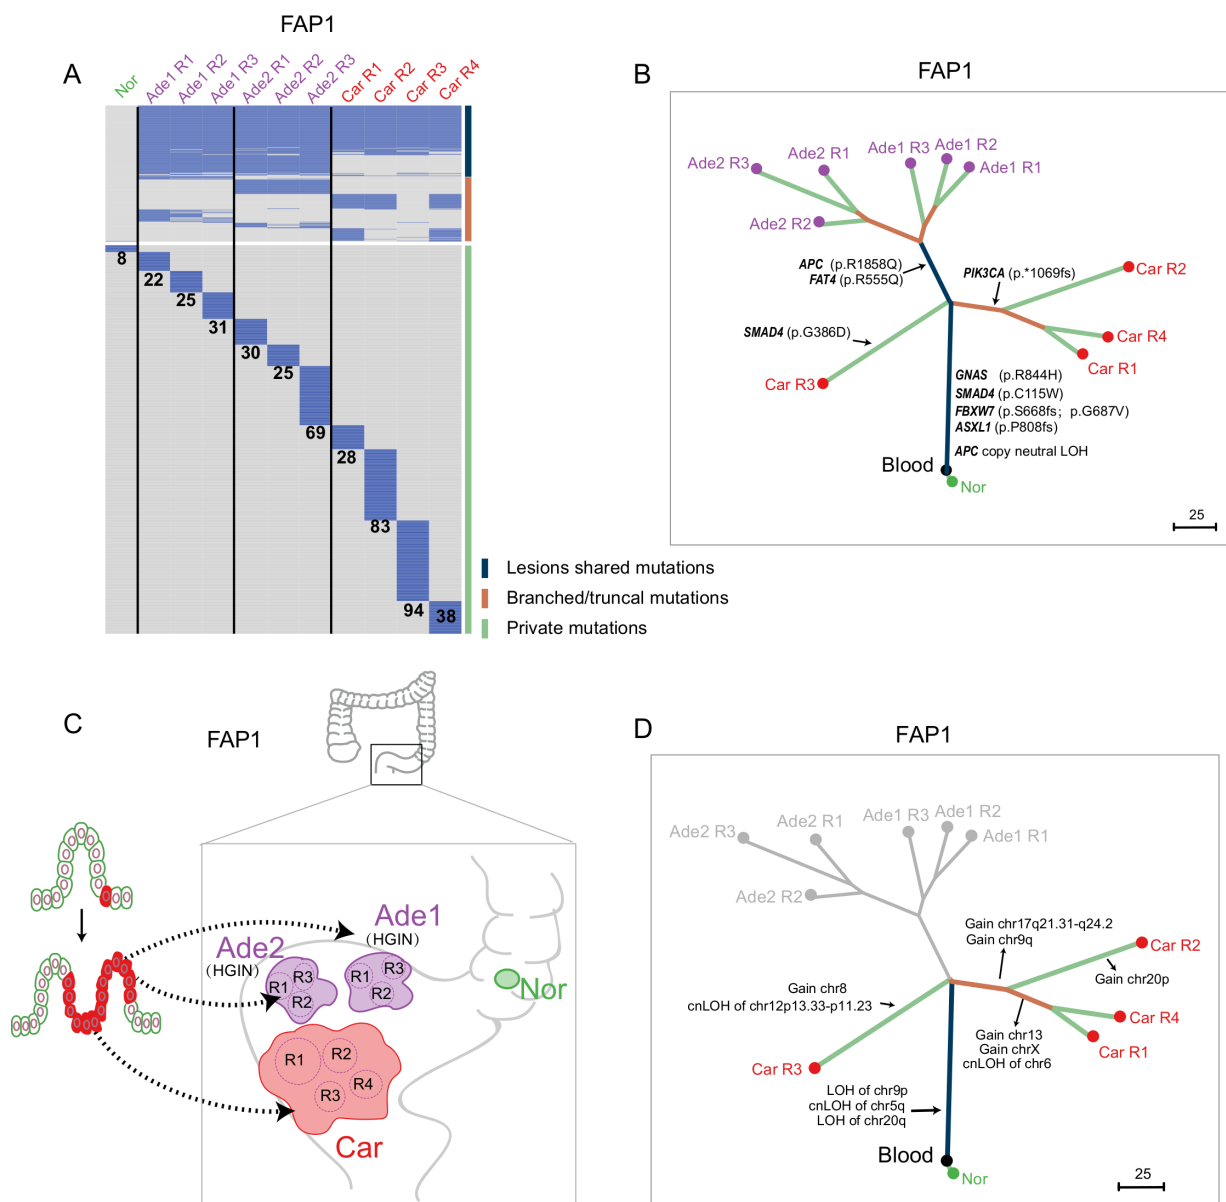 FAP1
A
Nor
Ade1 R1
Ade1 R2
Ade1 R3
Ade2 R1
Ade2 R2
Ade2 R3
Car R1
Car R2
Car R3
Car R4
8
22
25
31
30
25
69
28
83
94
38
Lesions shared mutations
Branched/truncal mutations
Private mutations
B
FAP1
Ade2 R3
Ade2 R1
Ade1 R3
Ade1 R2
Ade1 R1
Ade2 R2
APC (p.R1858Q)
FAT4 (p.R555Q)
PIK3CA (p.*1069fs)
Car R2
SMAD4 (p.G386D)
Car R4
Car R1
Car R3
GNAS (p.R844H)
SMAD4 (p.C115W)
FBXW7 (p.S668fs; p.G687V)
ASXL1 (p.P808fs)
APC copy neutral LOH
Blood
Nor
25
C
FAP1
Ade1
(HGIN)
Ade2
(HGIN)
R1
R3
R2
R1
R3
R2
Nor
R1
R2
R3
R4
Car
D
FAP1
Ade2 R3
Ade2 R1
Ade1 R3
Ade1 R2
Ade1 R1
Ade2 R2
Gain chr17q21.31-q24.2
Gain chr9q
Car R2
Gain chr20p
Gain chr8
cnLOH of chr12p13.33-p11.23
Car R4
Car R1
Gain chr13
Gain chrX
cnLOH of chr6
Car R3
LOH of chr9p
cnLOH of chr5q
LOH of chr20q
Blood
Nor
25